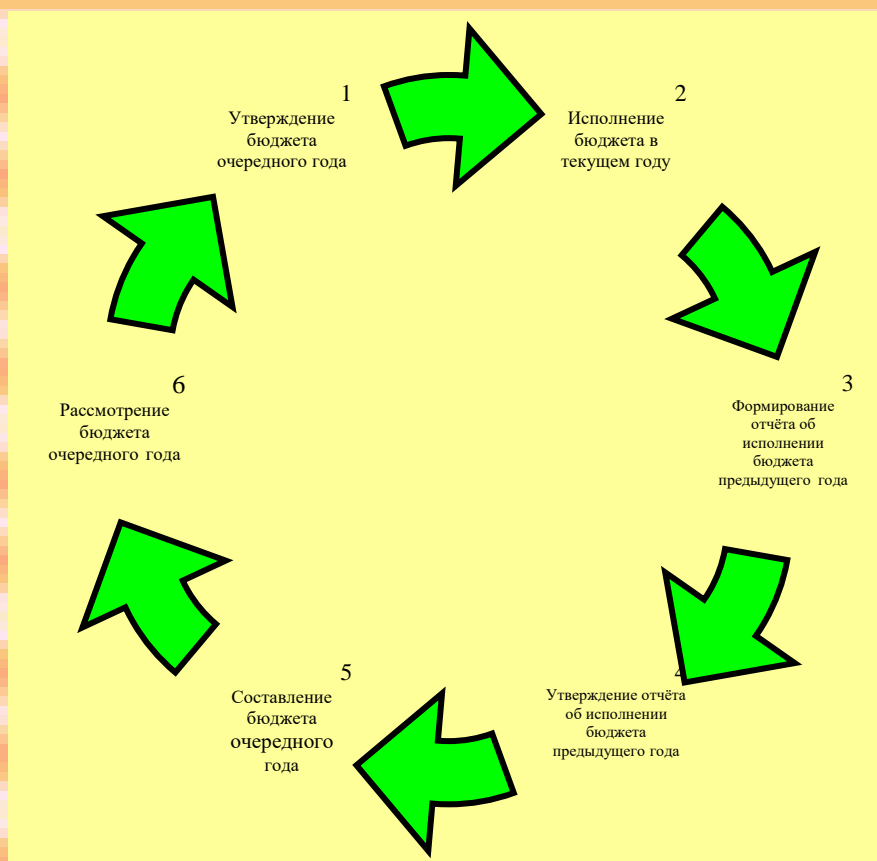 1
Утверждение
бюджета
очередного года
2
Исполнение
бюджета в
текущем году
3
Формирование
отчёта об
исполнении
бюджета
предыдущего года
4
Утверждение отчёта
об исполнении
бюджета
предыдущего года
5
Составление
бюджета
очередного
года
6
Рассмотрение
бюджета
очередного года